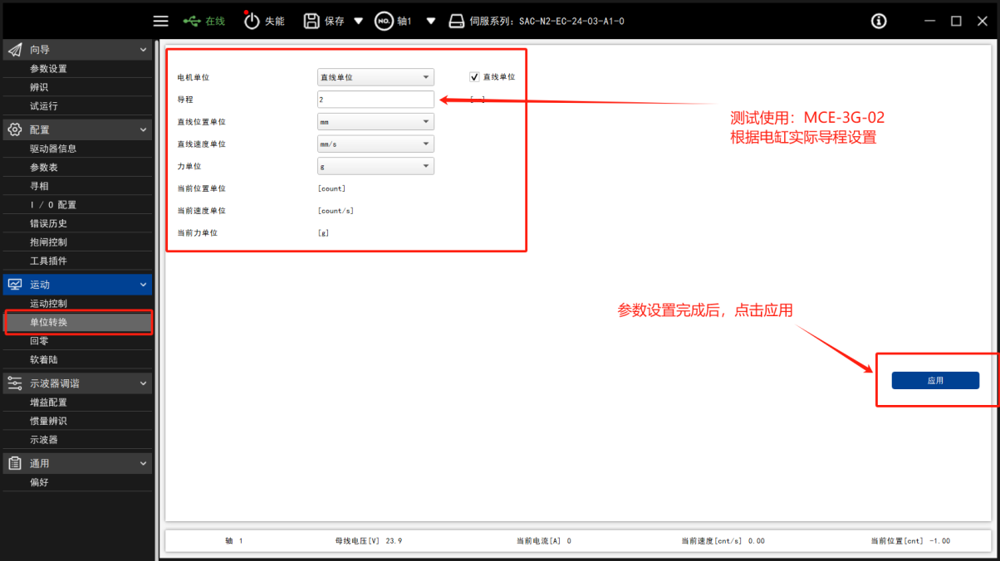 在线 失能 保存 NO. 轴1 伺服系列: SAC-N2-EC-24-03-A1-0
向导
参数设置
辨识
试运行
配置
驱动器信息
参数表
寻相
I / O 配置
错误历史
抱闸控制
工具插件
运动
运动控制
单位转换
回零
软着陆
示波器调谐
增益配置
惯量辨识
示波器
通用
偏好
电机单位 直线单位 直线单位
导程 2
直线位置单位 mm
直线速度单位 mm/s
力单位 g
当前位置单位 [count]
当前速度单位 [count/s]
当前力单位 [g]
测试使用：MCE-3G-02
根据电缸实际导程设置
参数设置完成后，点击应用
应用
轴 1 母线电压[V] 23.9 当前电流[A] 0 当前速度[cnt/s] 0.00 当前位置[cnt] -1.00